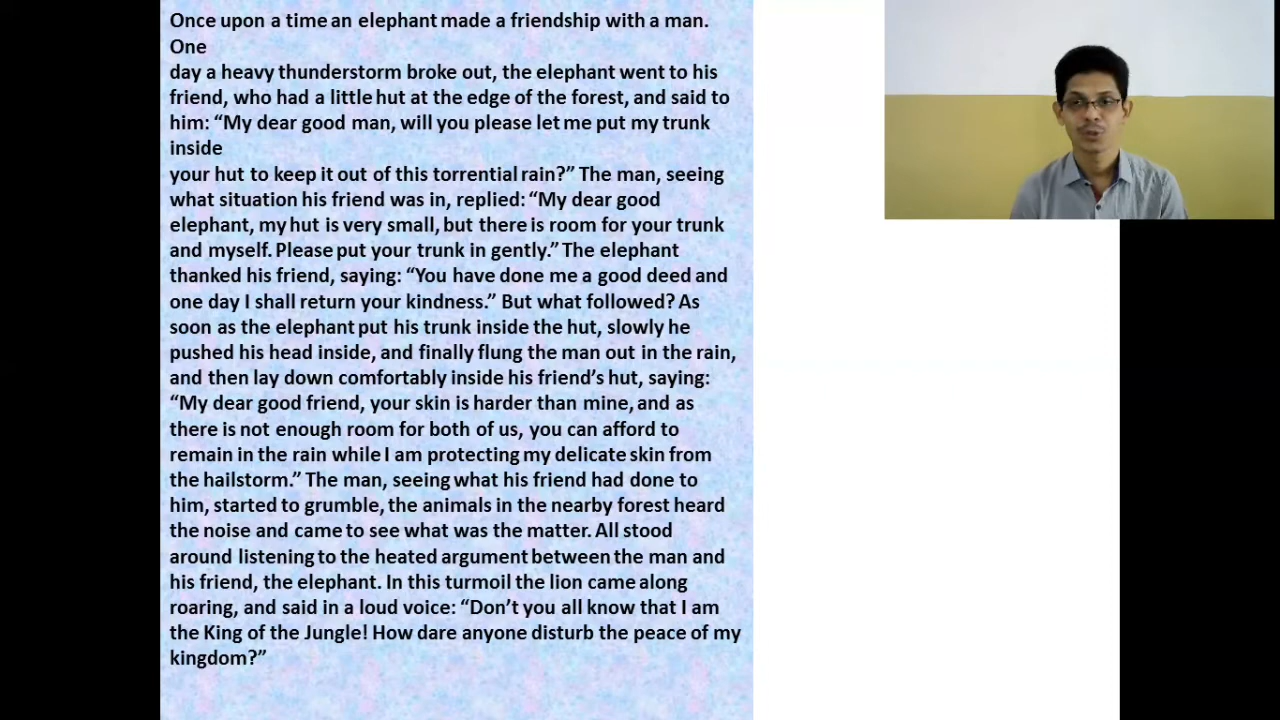 Once upon a time an elephant made a friendship with a man.
One
day a heavy thunderstorm broke out, the elephant went to his
friend, who had a little hut at the edge of the forest, and said to
him: “My dear good man, will you please let me put my trunk
inside
your hut to keep it out of this torrential rain?” The man, seeing
what situation his friend was in, replied: “My dear good
elephant, my hut is very small, but there is room for your trunk
and myself. Please put your trunk in gently.” The elephant
thanked his friend, saying: “You have done me a good deed and
one day I shall return your kindness.” But what followed? As
soon as the elephant put his trunk inside the hut, slowly he
pushed his head inside, and finally flung the man out in the rain,
and then lay down comfortably inside his friend’s hut, saying:
“My dear good friend, your skin is harder than mine, and as
there is not enough room for both of us, you can afford to
remain in the rain while I am protecting my delicate skin from
the hailstorm.” The man, seeing what his friend had done to
him, started to grumble, the animals in the nearby forest heard
the noise and came to see what was the matter. All stood
around listening to the heated argument between the man and
his friend, the elephant. In this turmoil the lion came along
roaring, and said in a loud voice: “Don’t you all know that I am
the King of the Jungle! How dare anyone disturb the peace of my
kingdom?”